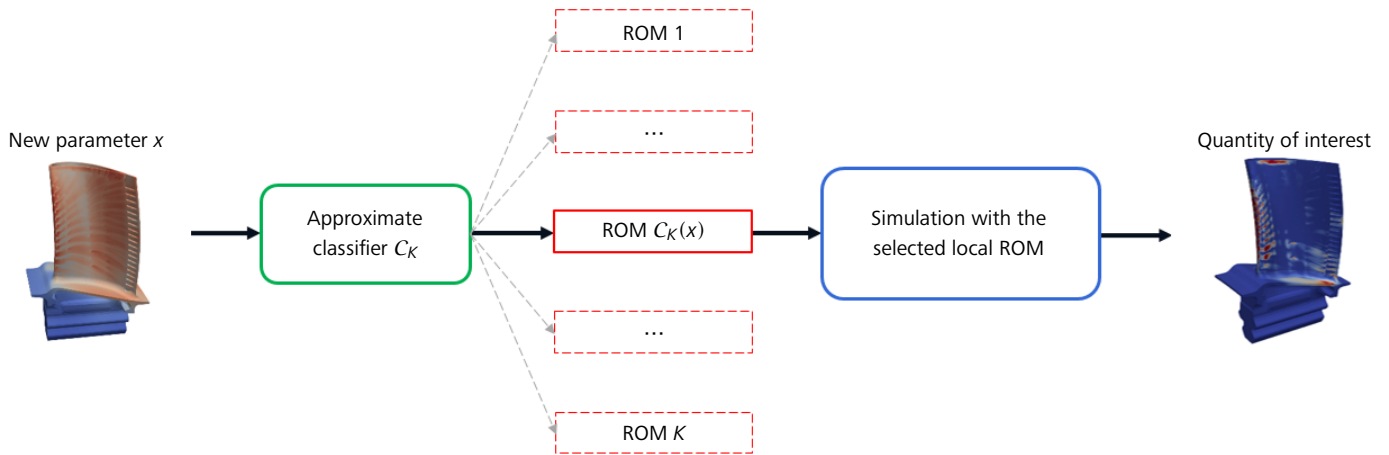 New parameter x
Approximate
classifier C_K
ROM 1
...
ROM C_K(x)
...
ROM K
Simulation with the
selected local ROM
Quantity of interest